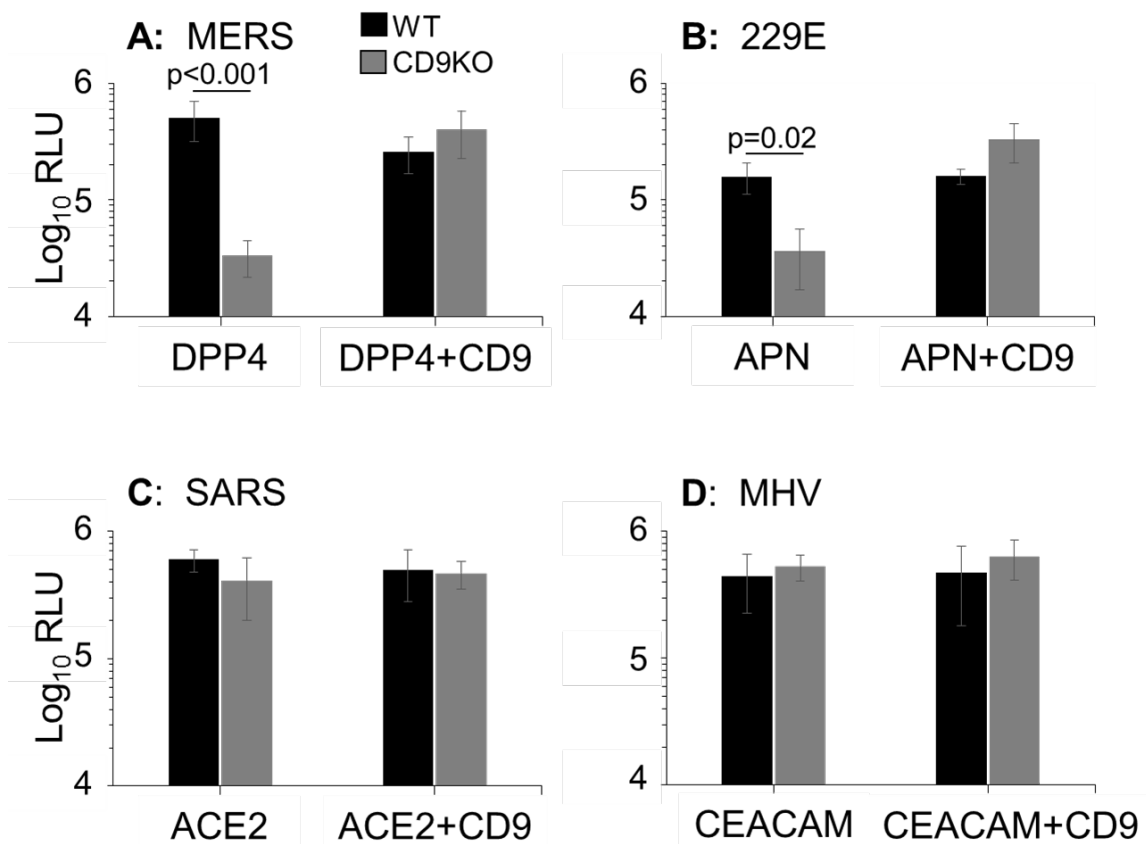 A: MERS
WT
CD9KO
B: 229E
p<0.001
p=0.02
6
5
4
Log10 RLU
6
5
4
DPP4
DPP4+CD9
APN
APN+CD9
C: SARS
D: MHV
6
5
4
Log10 RLU
6
5
4
ACE2
ACE2+CD9
CEACAM
CEACAM+CD9